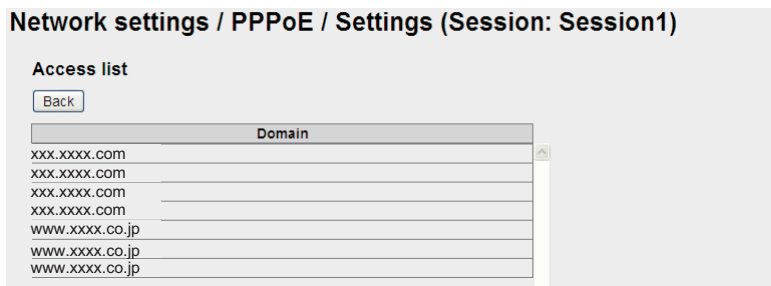 Network settings / PPPoE / Settings (Session: Session1)
Access list
Back
Domain
xxx.xxxx.com
xxx.xxxx.com
xxx.xxxx.com
xxx.xxxx.com
www.xxxx.co.jp
www.xxxx.co.jp
www.xxxx.co.jp